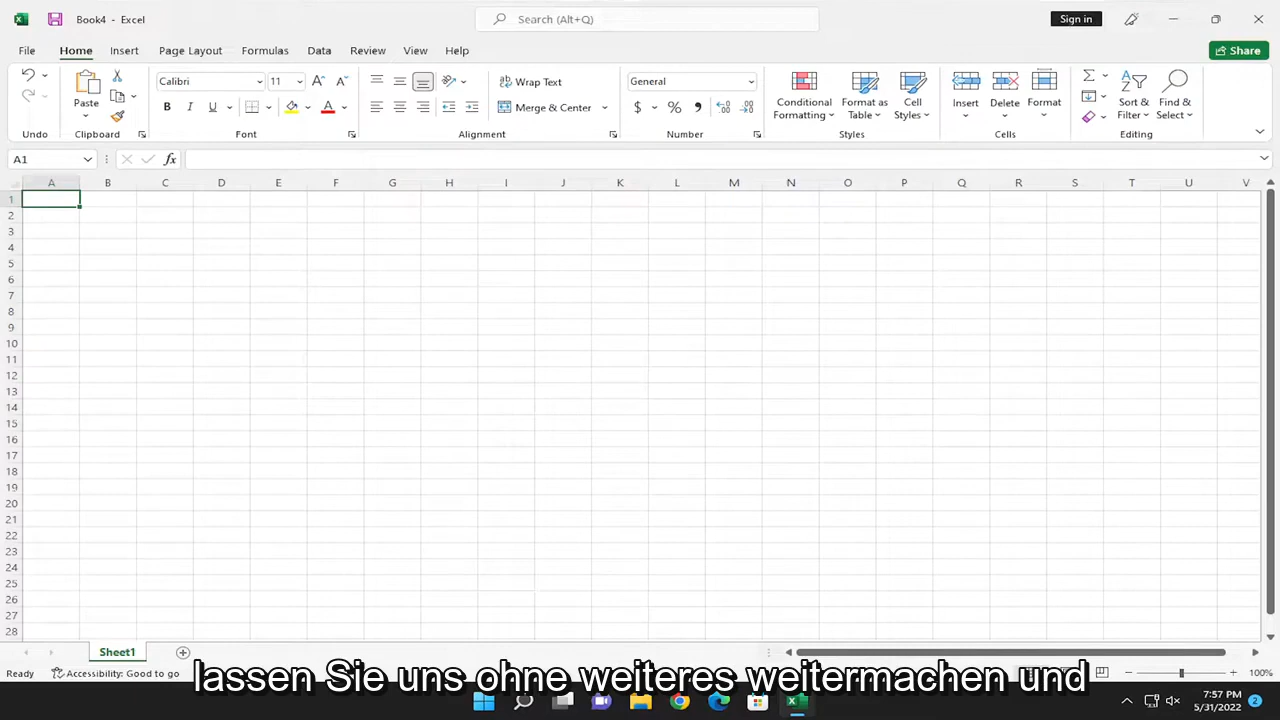 Book4 - Excel
Search (Alt+Q)
Sign in
File Home Insert Page Layout Formulas Data Review View Help
Share
Paste
Calibri 11
B I U
A
Wrap Text
Merge & Center
General
$ % ,
Conditional Formatting
Format as Table
Cell Styles
Insert
Delete
Format
Sort & Filter
Find & Select
Undo Clipboard Font Alignment Number Styles Cells Editing
A1
fx
A B C D E F G H I J K L M N O P Q R S T U V
1
2
3
4
5
6
7
8
9
10
11
12
13
14
15
16
17
18
19
20
21
22
23
24
25
26
27
28
Sheet1
Ready
Accessibility: Good to go
100%
lassen Sie uns ohne weiteres weitermachen und
7:57 PM
5/31/2022
2